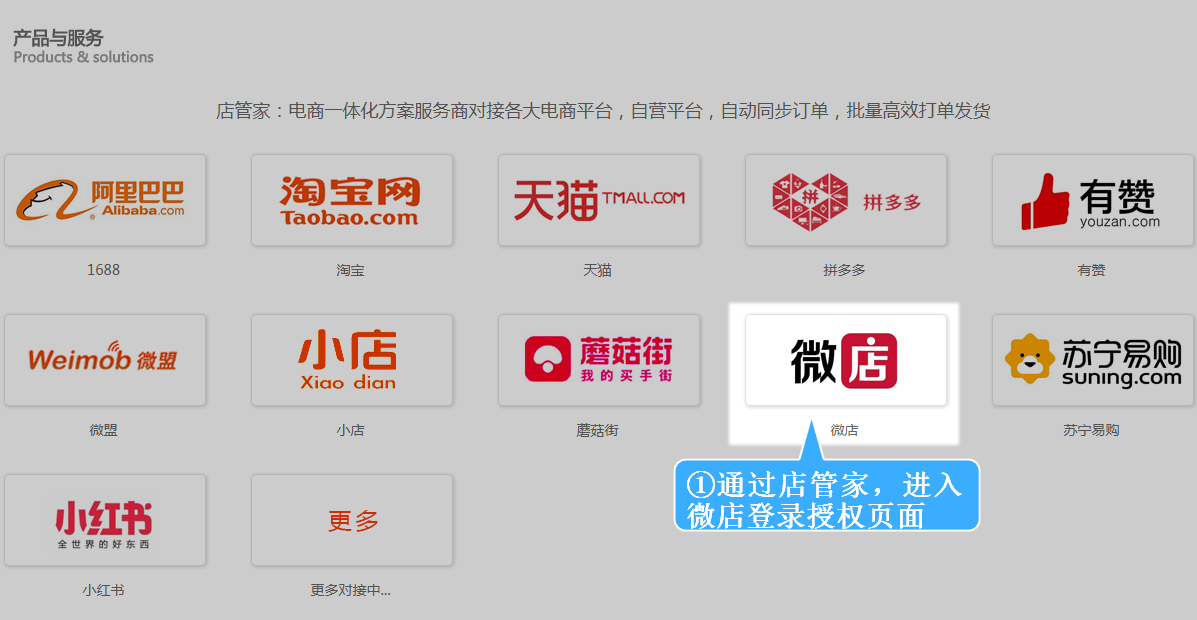 产品与服务
Products & solutions
店管家：电商一体化方案服务商对接各大电商平台，自营平台，自动同步订单，批量高效打单发货
阿里巴巴
Alibaba.com
淘宝网
Taobao.com
天猫 TMALL.COM
拼 拼多多
有赞
youzan.com
1688
淘宝
天猫
拼多多
有赞
Weimob 微盟
小店
Xiao dian
蘑菇街
我的买手街
微店
苏宁易购
suning.com
微盟
小店
蘑菇街
微店
苏宁易购
①通过店管家，进入
微店登录授权页面
小红书
全世界的好东西
更多
小红书
更多对接中...